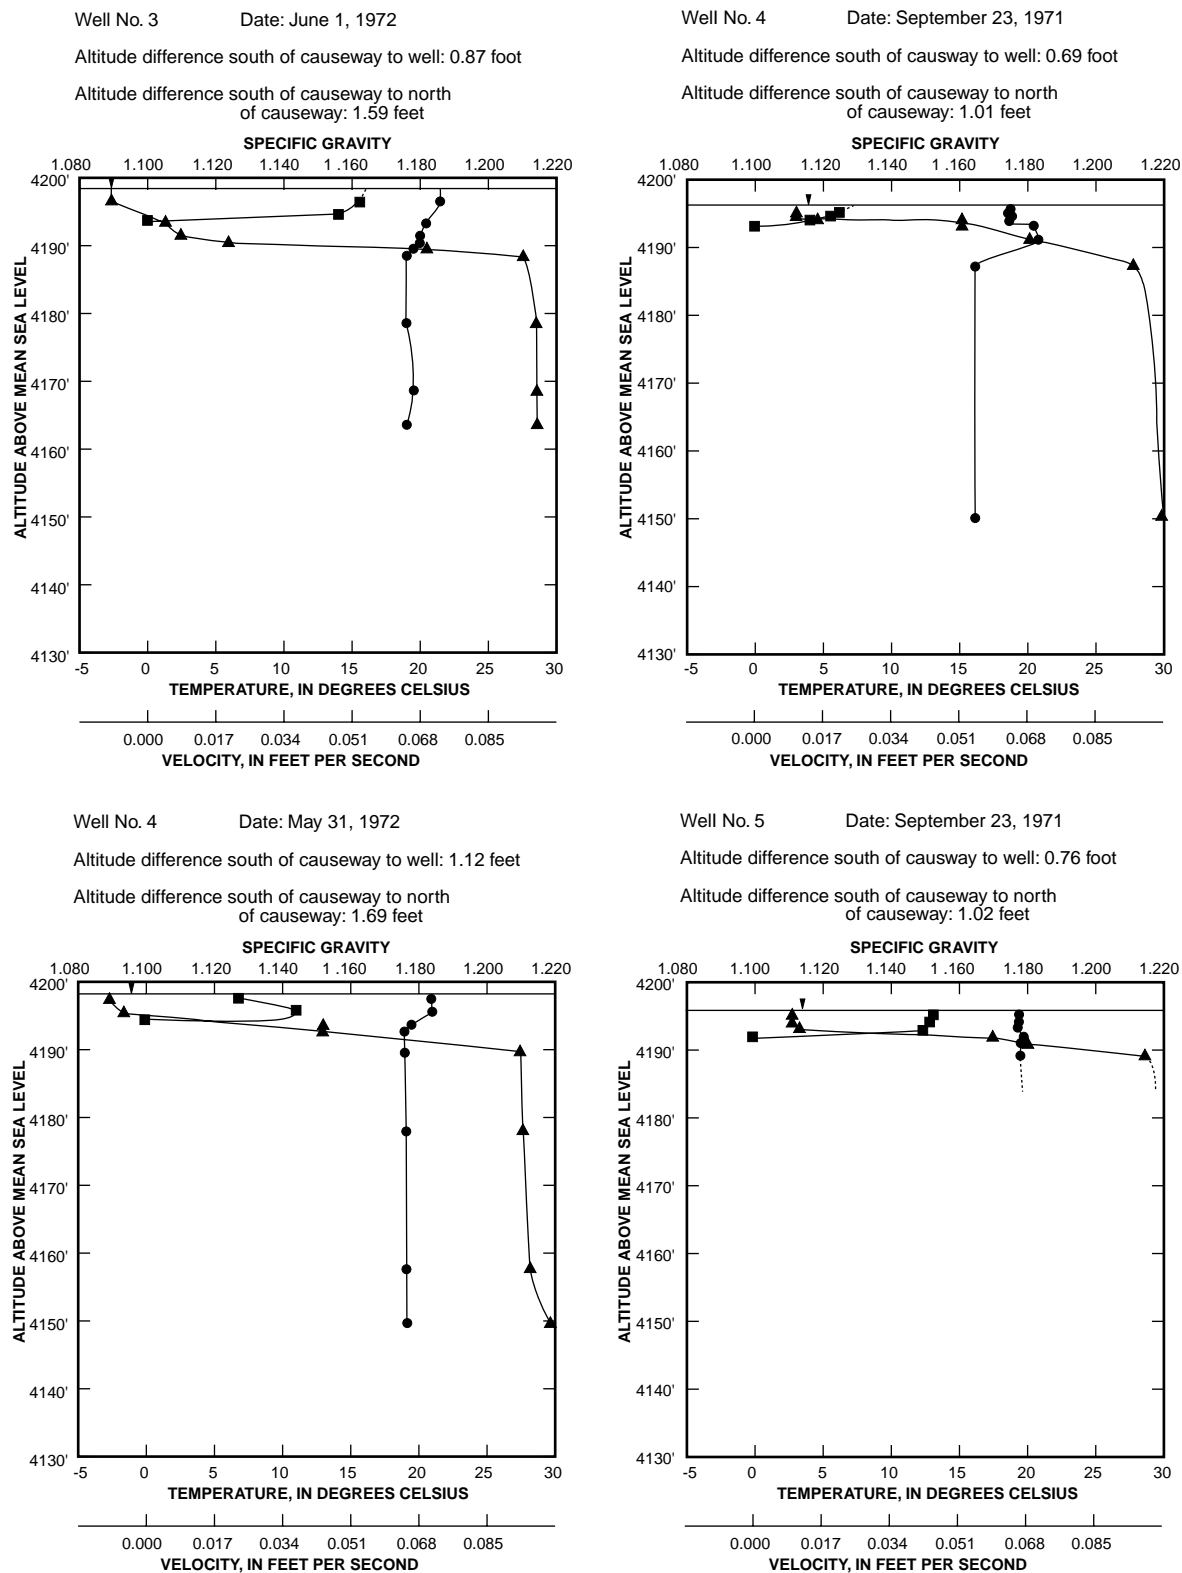 Well No. 3 Date: June 1, 1972
Altitude difference south of causeway to well: 0.87 foot
Altitude difference south of causeway to north
of causeway: 1.59 feet
SPECIFIC GRAVITY
1.080 1.100 1.120 1.140 1.160 1.180 1.200 1.220
4200'
4190'
4180'
4170'
4160'
4150'
4140'
4130'
ALTITUDE ABOVE MEAN SEA LEVEL
-5 0 5 10 15 20 25 30
TEMPERATURE, IN DEGREES CELSIUS
0.000 0.017 0.034 0.051 0.068 0.085
VELOCITY, IN FEET PER SECOND
Well No. 4 Date: September 23, 1971
Altitude difference south of causway to well: 0.69 foot
Altitude difference south of causeway to north
of causeway: 1.01 feet
SPECIFIC GRAVITY
1.080 1.100 1.120 1.140 1.160 1.180 1.200 1.220
4200'
4190'
4180'
4170'
4160'
4150'
4140'
4130'
ALTITUDE ABOVE MEAN SEA LEVEL
-5 0 5 10 15 20 25 30
TEMPERATURE, IN DEGREES CELSIUS
0.000 0.017 0.034 0.051 0.068 0.085
VELOCITY, IN FEET PER SECOND
Well No. 4 Date: May 31, 1972
Altitude difference south of causeway to well: 1.12 feet
Altitude difference south of causeway to north
of causeway: 1.69 feet
SPECIFIC GRAVITY
1.080 1.100 1.120 1.140 1.160 1.180 1.200 1.220
4200'
4190'
4180'
4170'
4160'
4150'
4140'
4130'
ALTITUDE ABOVE MEAN SEA LEVEL
-5 0 5 10 15 20 25 30
TEMPERATURE, IN DEGREES CELSIUS
0.000 0.017 0.034 0.051 0.068 0.085
VELOCITY, IN FEET PER SECOND
Well No. 5 Date: September 23, 1971
Altitude difference south of causway to well: 0.76 foot
Altitude difference south of causeway to north
of causeway: 1.02 feet
SPECIFIC GRAVITY
1.080 1.100 1.120 1.140 1.160 1.180 1.200 1.220
4200'
4190'
4180'
4170'
4160'
4150'
4140'
4130'
ALTITUDE ABOVE MEAN SEA LEVEL
-5 0 5 10 15 20 25 30
TEMPERATURE, IN DEGREES CELSIUS
0.000 0.017 0.034 0.051 0.068 0.085
VELOCITY, IN FEET PER SECOND